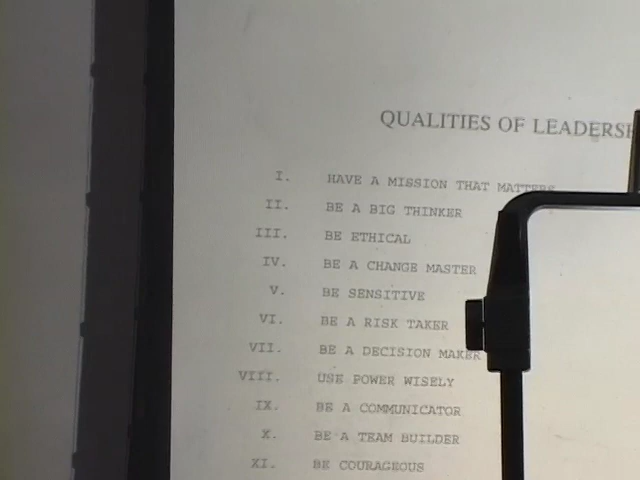 QUALITIES OF LEADERSH
I. HAVE A MISSION THAT MATTERS
II. BE A BIG THINKER
III. BE ETHICAL
IV. BE A CHANGE MASTER
V. BE SENSITIVE
VI. BE A RISK TAKER
VII. BE A DECISION MAKER
VIII. USE POWER WISELY
IX. BE A COMMUNICATOR
X. BE A TEAM BUILDER
XI. BE COURAGEOUS